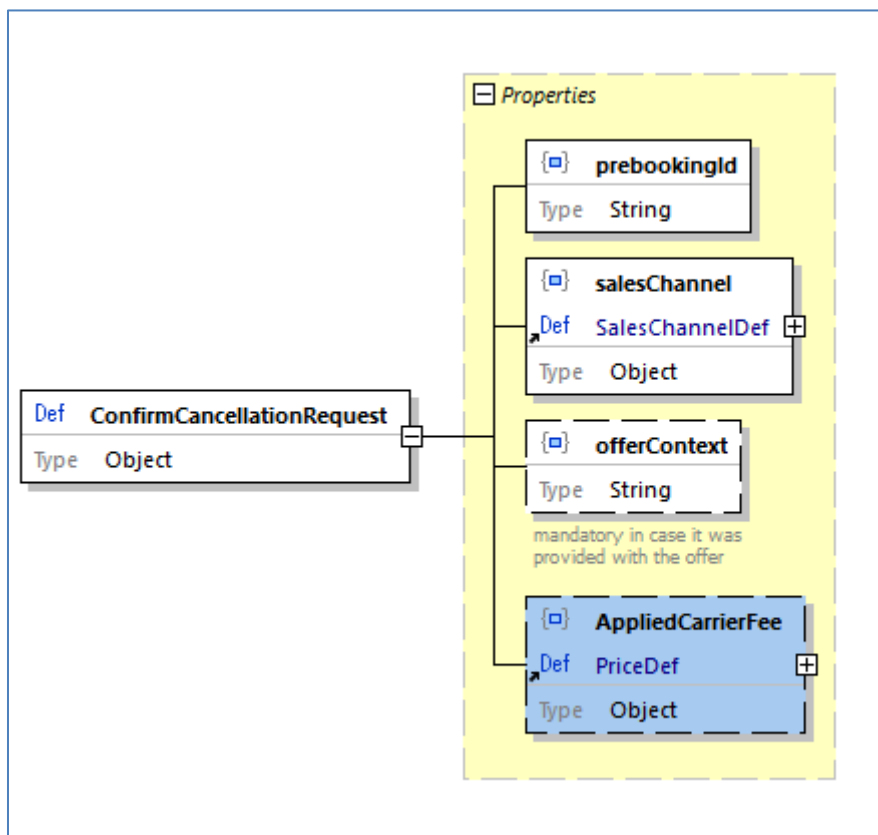 Properties
prebookingId
Type String
salesChannel
Def SalesChannelDef
Type Object
Def ConfirmCancellationRequest
Type Object
offerContext
Type String
mandatory in case it was
provided with the offer
AppliedCarrierFee
Def PriceDef
Type Object